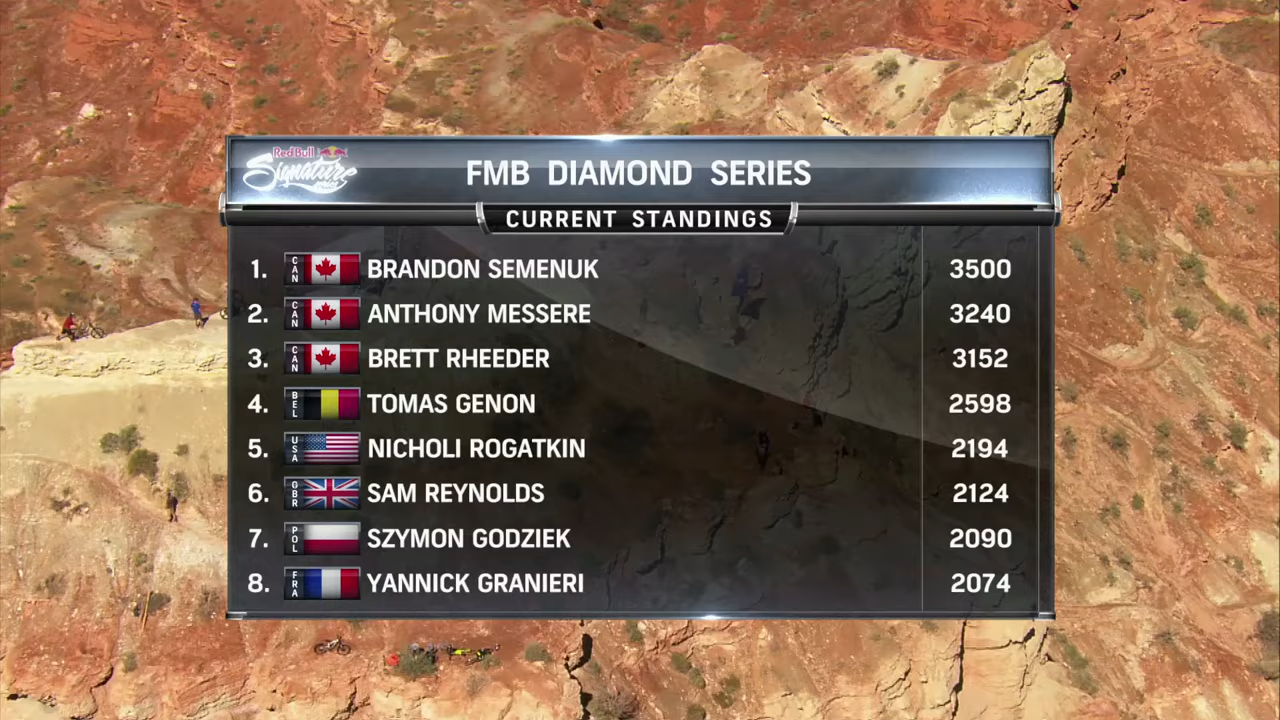 RedBull
Signature
SERIES
FMB DIAMOND SERIES
CURRENT STANDINGS
1. CAN BRANDON SEMENUK 3500
2. CAN ANTHONY MESSERE 3240
3. CAN BRETT RHEEDER 3152
4. BEL TOMAS GENON 2598
5. USA NICHOLI ROGATKIN 2194
6. GBR SAM REYNOLDS 2124
7. POL SZYMON GODZIEK 2090
8. FRA YANNICK GRANIERI 2074